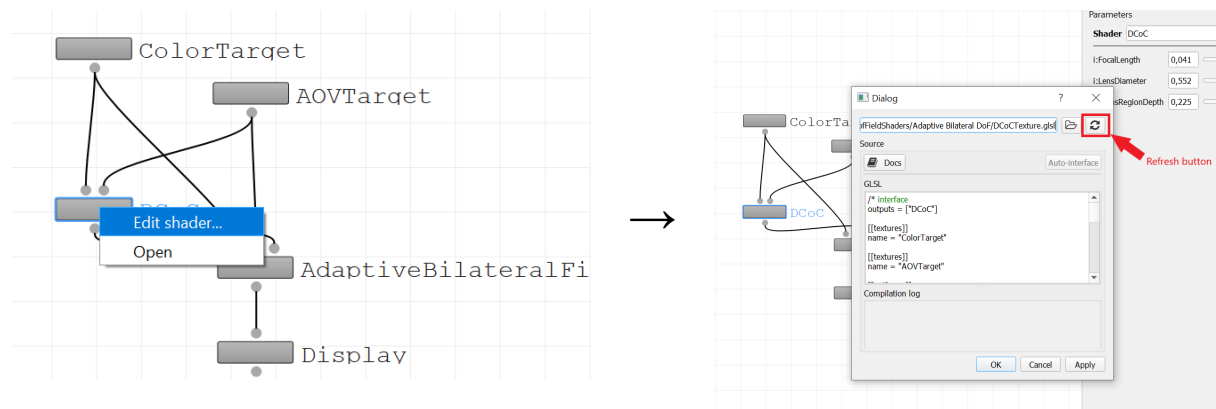 ColorTarget
AOVTarget
Edit shader...
Open
AdaptiveBilateralFi
Display
→
Parameters
Shader DCoC
I:FocalLength 0,041
I:LensDiameter 0,552
sRegionDepth 0,225
ColorTa
DCoC
Dialog ? ×
fFieldShaders/Adaptive Bilateral DoF/DCoCTexture.glsl
Refresh button
Source
Docs Auto-interface
GLSL
/* interface
outputs = ["DCoC"]
[[textures]]
name = "ColorTarget"
[[textures]]
name = "AOVTarget"
Compilation log
OK Cancel Apply